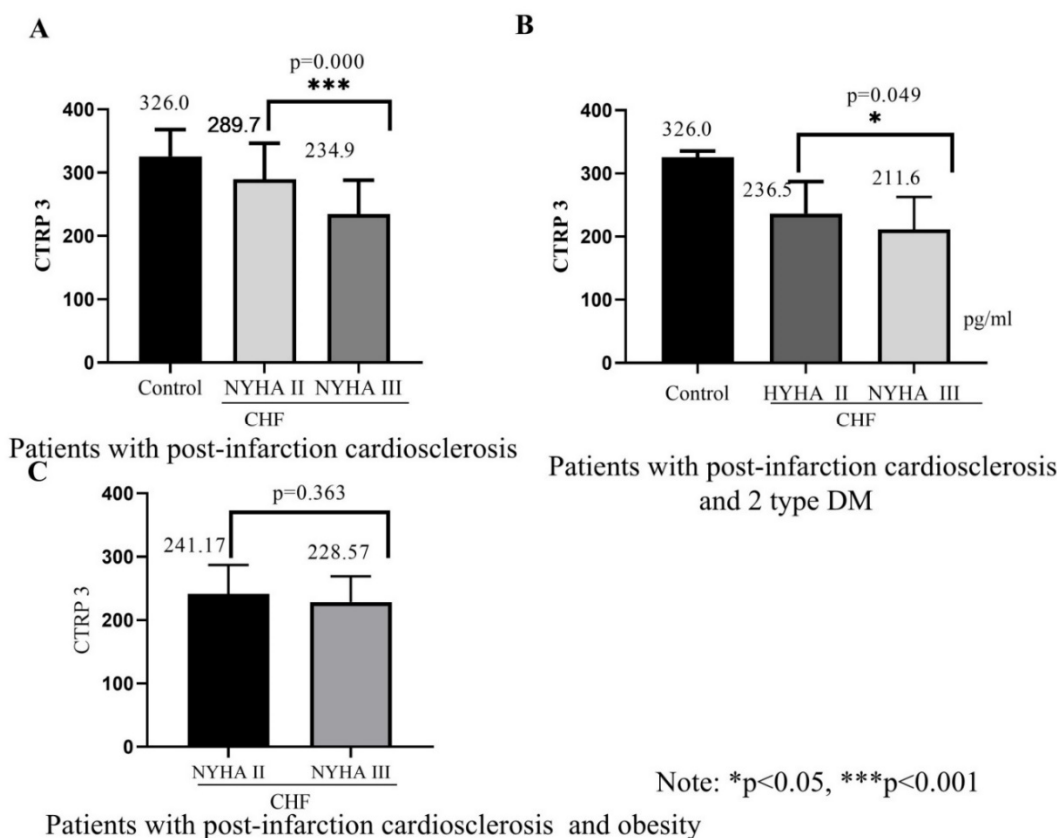 A
p=0.000
***
326.0
289.7
234.9
400
300
200
100
0
CTRP 3
Control NYHA II NYHA III
CHF
Patients with post-infarction cardiosclerosis
B
p=0.049
*
326.0
236.5
211.6
400
300
200
100
0
CTRP 3
pg/ml
Control HYHA II NYHA III
CHF
Patients with post-infarction cardiosclerosis
and 2 type DM
C
p=0.363
241.17
228.57
400
300
200
100
0
CTRP 3
NYHA II NYHA III
CHF
Patients with post-infarction cardiosclerosis and obesity
Note: *p<0.05, ***p<0.001